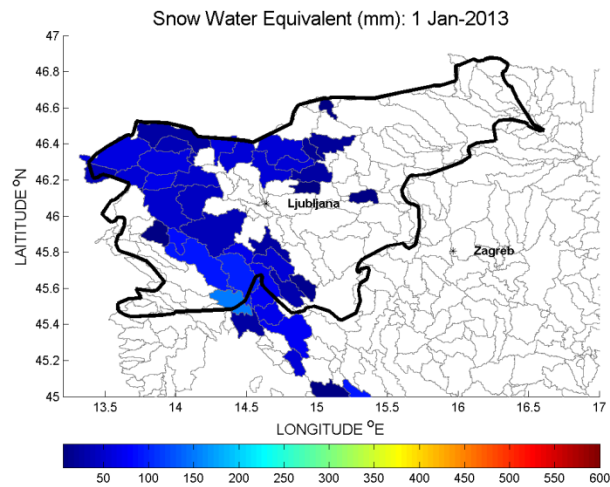 Snow Water Equivalent (mm): 1 Jan-2013
47
46.8
46.6
46.4
46.2
46
45.8
45.6
45.4
45.2
45
LAITITUDE °N
Ljubljana
Zagreb
13.5 14 14.5 15 15.5 16 16.5 17
LONGITUDE °E
50 100 150 200 250 300 350 400 450 500 550 600